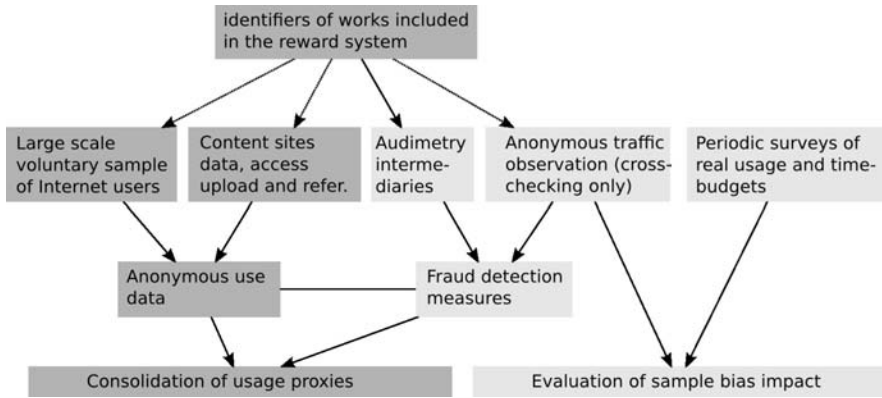 identifiers of works included
in the reward system
Large scale
voluntary sample
of Internet users
Content sites
data, access
upload and refer.
Audimetry
interme-
diaries
Anonymous traffic
observation (cross-
checking only)
Periodic surveys of
real usage and time-
budgets
Anonymous use
data
Fraud detection
measures
Consolidation of usage proxies
Evaluation of sample bias impact